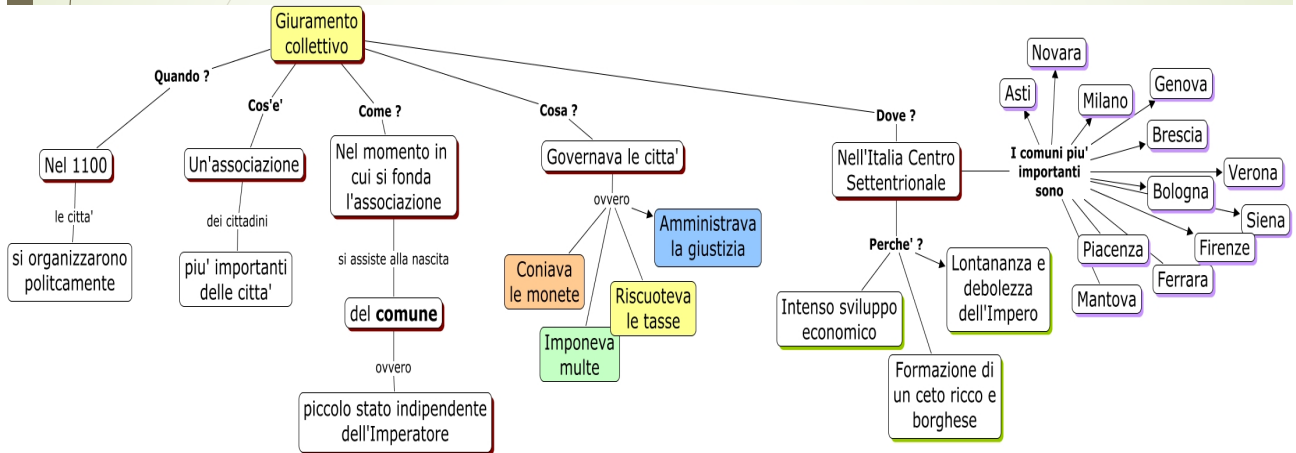 Giuramento
collettivo
Quando ?
Nel 1100
le citta'
si organizzarono
politcamente
Cos'e'
Un'associazione
dei cittadini
piu' importanti
delle citta'
Come ?
Nel momento in
cui si fonda
l'associazione
si assiste alla nascita
del comune
ovvero
piccolo stato indipendente
dell'Imperatore
Cosa ?
Governava le citta'
ovvero
Coniava
le monete
Imponeva
multe
Riscuoteva
le tasse
Amministrava
la giustizia
Dove ?
Nell'Italia Centro
Settentrionale
Perche' ?
Intenso sviluppo
economico
Formazione di
un ceto ricco e
borghese
Lontananza e
debolezza
dell'Impero
I comuni piu'
importanti
sono
Asti
Novara
Milano
Genova
Brescia
Verona
Bologna
Siena
Firenze
Ferrara
Piacenza
Mantova